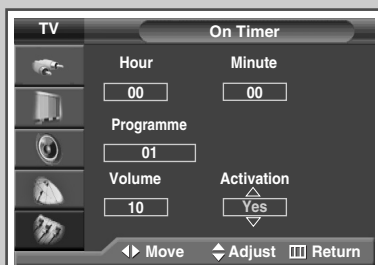 TV On Timer
Hour Minute
00 00
Programme
01
Volume Activation
10 Yes
Move Adjust Return